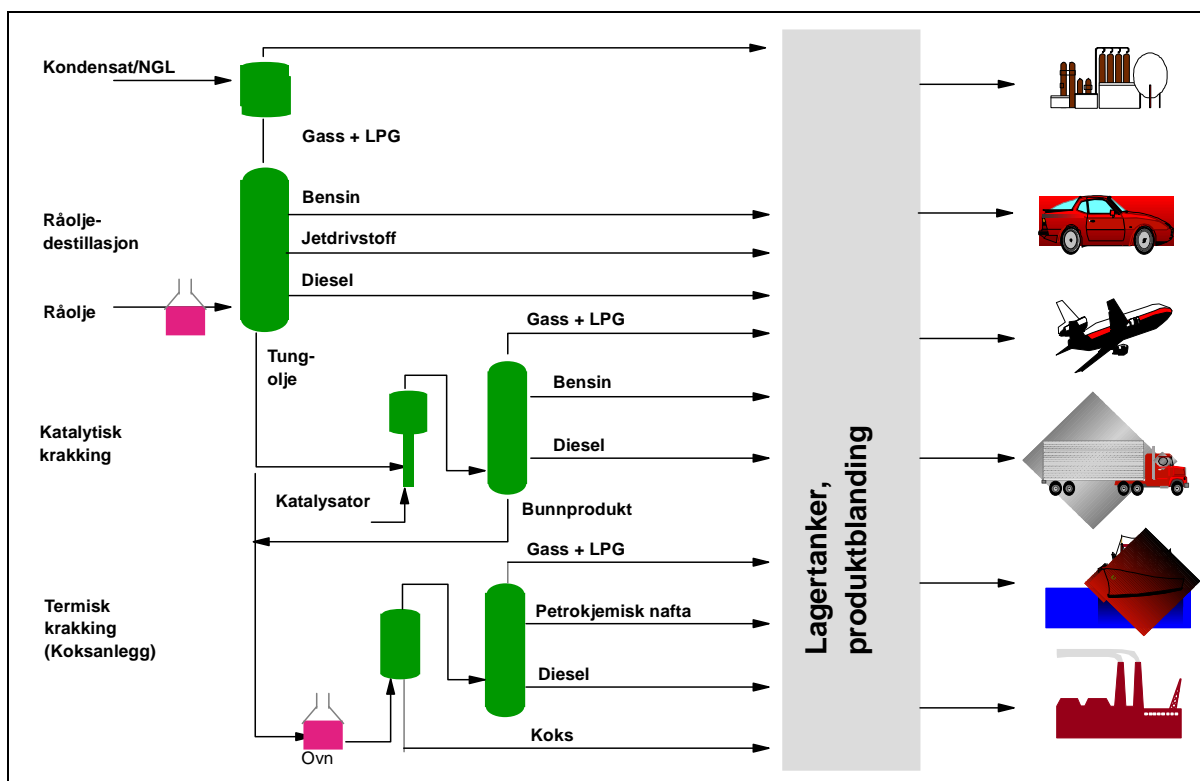 Kondensat/NGL
Gass + LPG
Bensin
Råolje-
destillasjon
Jetdrivstoff
Diesel
Råolje
Gass + LPG
Tung-
olje
Bensin
Katalytisk
krakking
Diesel
Katalysator
Bunnprodukt
Gass + LPG
Termisk
krakking
(Koksanlegg)
Petrokjemisk nafta
Diesel
Koks
Ovn
Lagertanker,
produktblanding